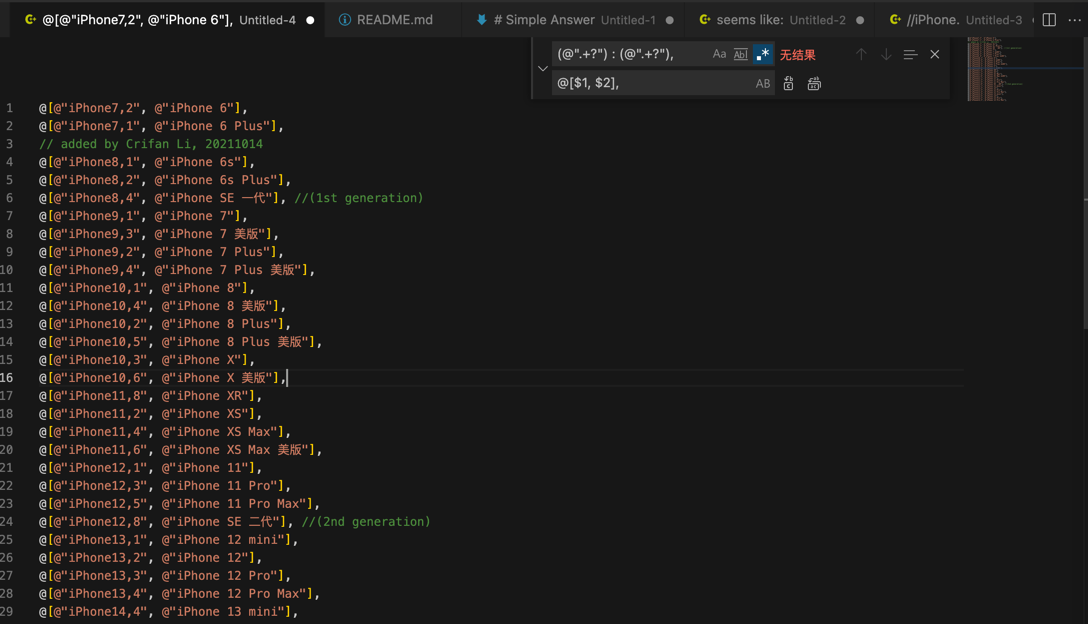 @[@"iPhone7,2", @"iPhone 6"], Untitled-4
README.md
# Simple Answer Untitled-1
seems like: Untitled-2
//iPhone. Untitled-3
(@".+?") : (@".+?"),
Aa
Ab
.*
无结果
@[$1, $2],
AB
1 @[@"iPhone7,2", @"iPhone 6"],
2 @[@"iPhone7,1", @"iPhone 6 Plus"],
3 // added by Crifan Li, 20211014
4 @[@"iPhone8,1", @"iPhone 6s"],
5 @[@"iPhone8,2", @"iPhone 6s Plus"],
6 @[@"iPhone8,4", @"iPhone SE 一代"], //(1st generation)
7 @[@"iPhone9,1", @"iPhone 7"],
8 @[@"iPhone9,3", @"iPhone 7 美版"],
9 @[@"iPhone9,2", @"iPhone 7 Plus"],
10 @[@"iPhone9,4", @"iPhone 7 Plus 美版"],
11 @[@"iPhone10,1", @"iPhone 8"],
12 @[@"iPhone10,4", @"iPhone 8 美版"],
13 @[@"iPhone10,2", @"iPhone 8 Plus"],
14 @[@"iPhone10,5", @"iPhone 8 Plus 美版"],
15 @[@"iPhone10,3", @"iPhone X"],
16 @[@"iPhone10,6", @"iPhone X 美版"],
17 @[@"iPhone11,8", @"iPhone XR"],
18 @[@"iPhone11,2", @"iPhone XS"],
19 @[@"iPhone11,4", @"iPhone XS Max"],
20 @[@"iPhone11,6", @"iPhone XS Max 美版"],
21 @[@"iPhone12,1", @"iPhone 11"],
22 @[@"iPhone12,3", @"iPhone 11 Pro"],
23 @[@"iPhone12,5", @"iPhone 11 Pro Max"],
24 @[@"iPhone12,8", @"iPhone SE 二代"], //(2nd generation)
25 @[@"iPhone13,1", @"iPhone 12 mini"],
26 @[@"iPhone13,2", @"iPhone 12"],
27 @[@"iPhone13,3", @"iPhone 12 Pro"],
28 @[@"iPhone13,4", @"iPhone 12 Pro Max"],
29 @[@"iPhone14,4", @"iPhone 13 mini"],